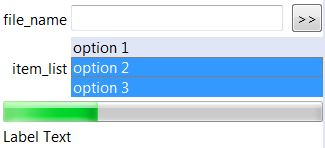 file_name >>
item_list
option 1
option 2
option 3
Label Text